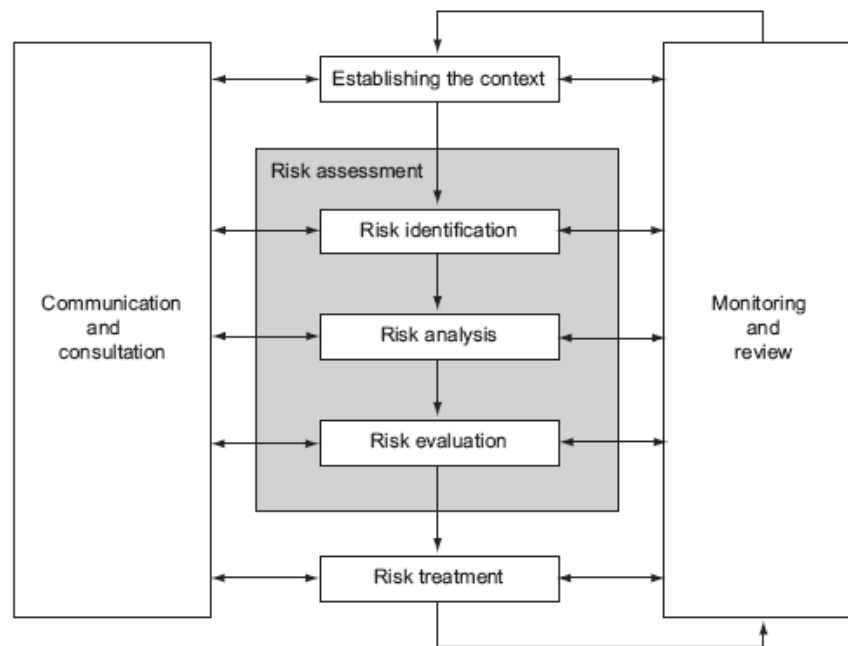 Establishing the context
Risk assessment
Risk identification
Communication
and
consultation
Risk analysis
Monitoring
and
review
Risk evaluation
Risk treatment